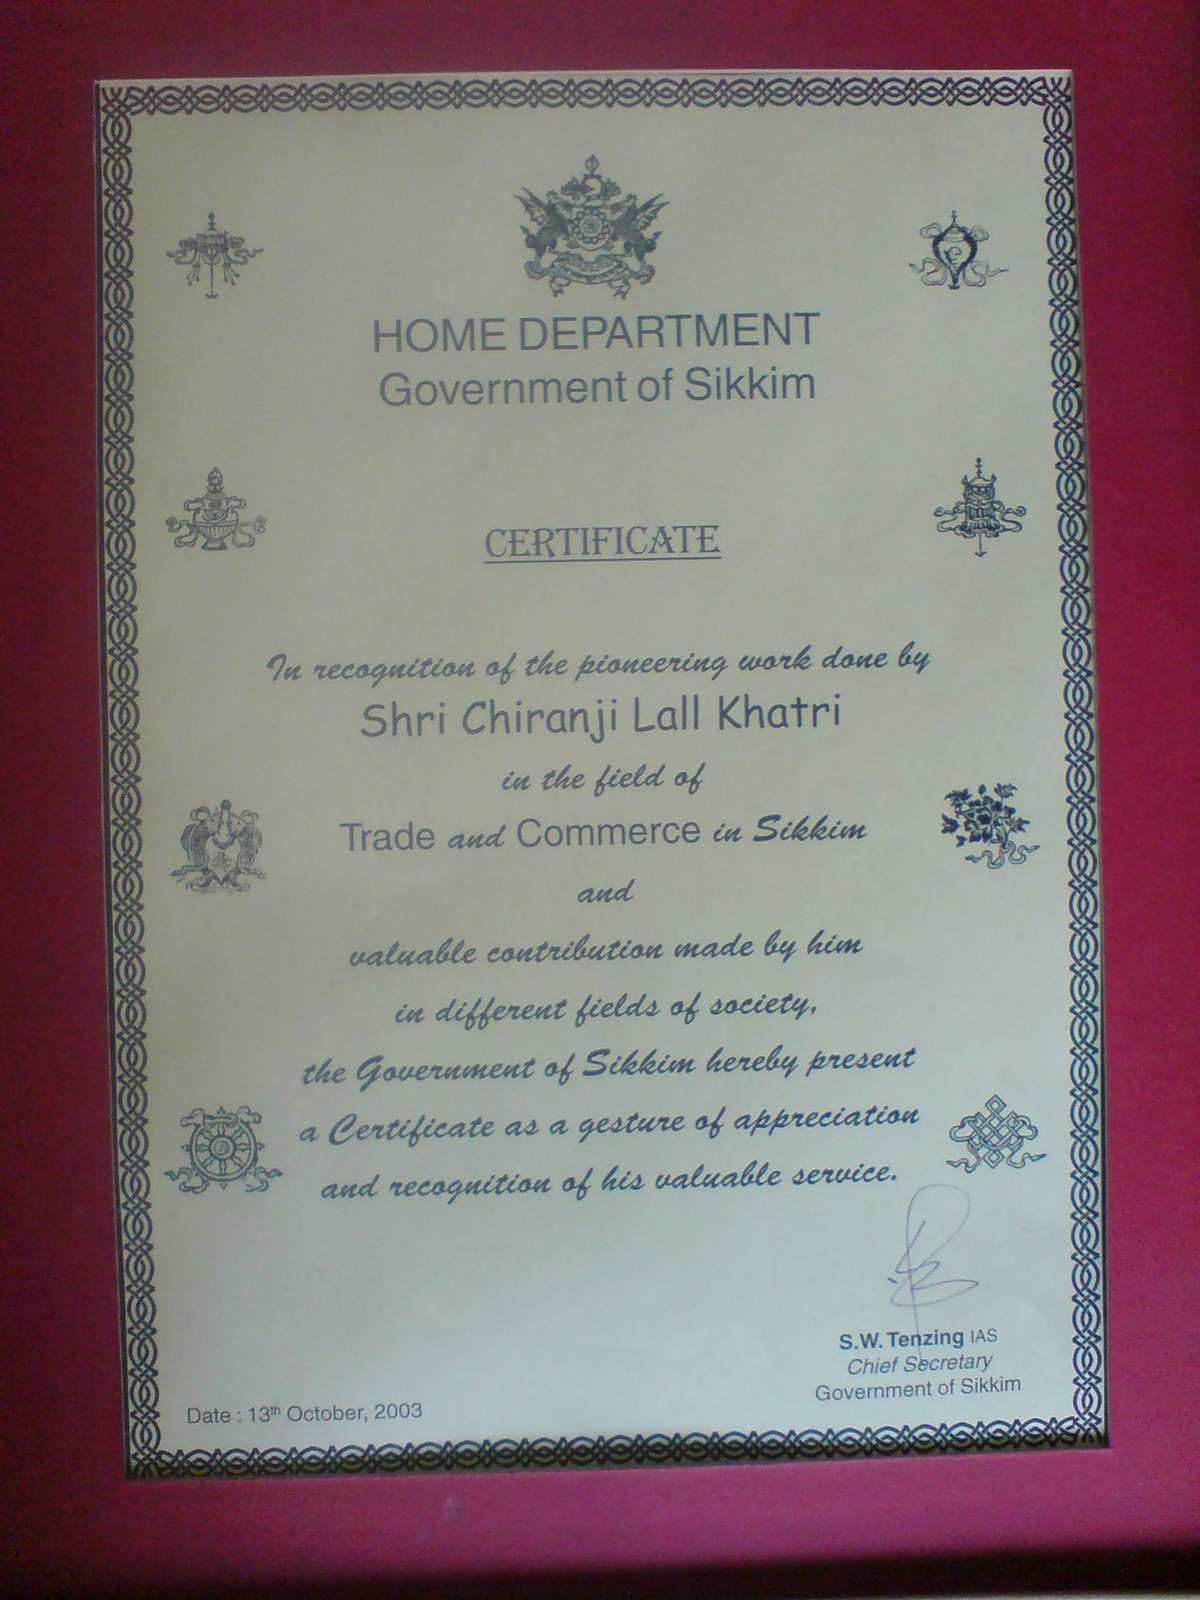 HOME DEPARTMENT
Government of Sikkim
CERTIFICATE
In recognition of the pioneering work done by
Shri Chiranji Lall Khatri
in the field of
Trade and Commerce in Sikkim
and
valuable contribution made by him
in different fields of society,
the Government of Sikkim hereby present
a Certificate as a gesture of appreciation
and recognition of his valuable service.
S.W. Tenzing IAS
Chief Secretary
Government of Sikkim
Date : 13th October, 2003